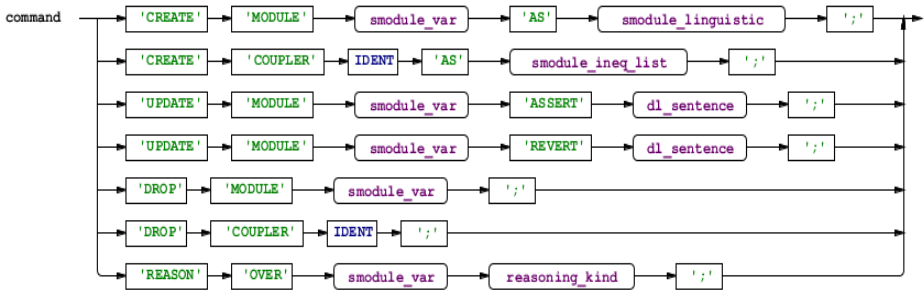 command 'CREATE' 'MODULE' smodule_var 'AS' smodule_linguistic ';'
'CREATE' 'COUPLER' IDENT 'AS' smodule_ineq_list ';'
'UPDATE' 'MODULE' smodule_var 'ASSERT' dl_sentence ';'
'UPDATE' 'MODULE' smodule_var 'REVERT' dl_sentence ';'
'DROP' 'MODULE' smodule_var ';'
'DROP' 'COUPLER' IDENT ';'
'REASON' 'OVER' smodule_var reasoning_kind ';'